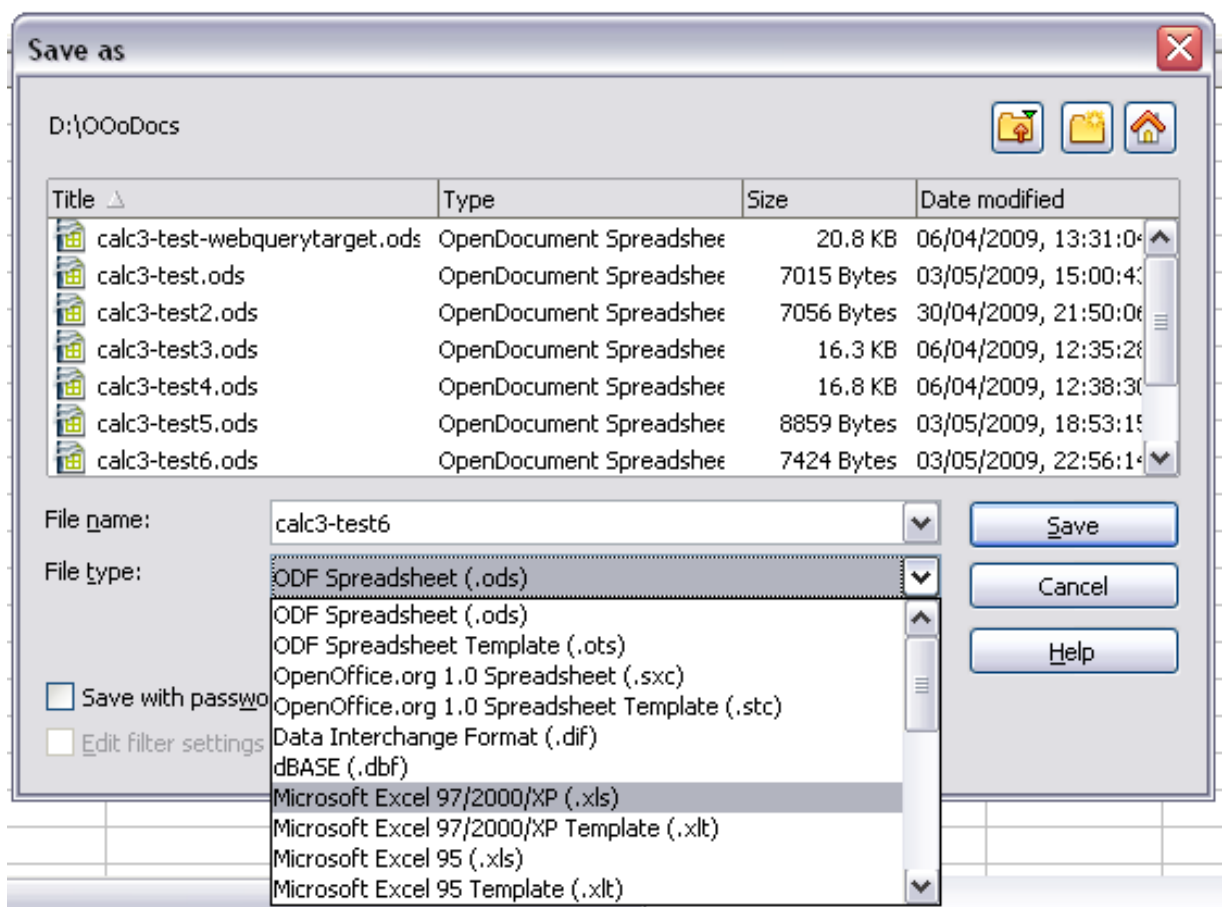 Save as
D:\OOoDocs
Title Type Size Date modified
calc3-test-webquerytarget.ods OpenDocument Spreadshee 20.8 KB 06/04/2009, 13:31:04
calc3-test.ods OpenDocument Spreadshee 7015 Bytes 03/05/2009, 15:00:43
calc3-test2.ods OpenDocument Spreadshee 7056 Bytes 30/04/2009, 21:50:06
calc3-test3.ods OpenDocument Spreadshee 16.3 KB 06/04/2009, 12:35:28
calc3-test4.ods OpenDocument Spreadshee 16.8 KB 06/04/2009, 12:38:30
calc3-test5.ods OpenDocument Spreadshee 8859 Bytes 03/05/2009, 18:53:15
calc3-test6.ods OpenDocument Spreadshee 7424 Bytes 03/05/2009, 22:56:14
File name: calc3-test6 Save
File type: ODF Spreadsheet (.ods) Cancel
ODF Spreadsheet (.ods)
ODF Spreadsheet Template (.ots)
Help
OpenOffice.org 1.0 Spreadsheet (.sxc)
Save with passwo
OpenOffice.org 1.0 Spreadsheet Template (.stc)
Edit filter settings
Data Interchange Format (.dif)
dBASE (.dbf)
Microsoft Excel 97/2000/XP (.xls)
Microsoft Excel 97/2000/XP Template (.xlt)
Microsoft Excel 95 (.xls)
Microsoft Excel 95 Template (.xlt)